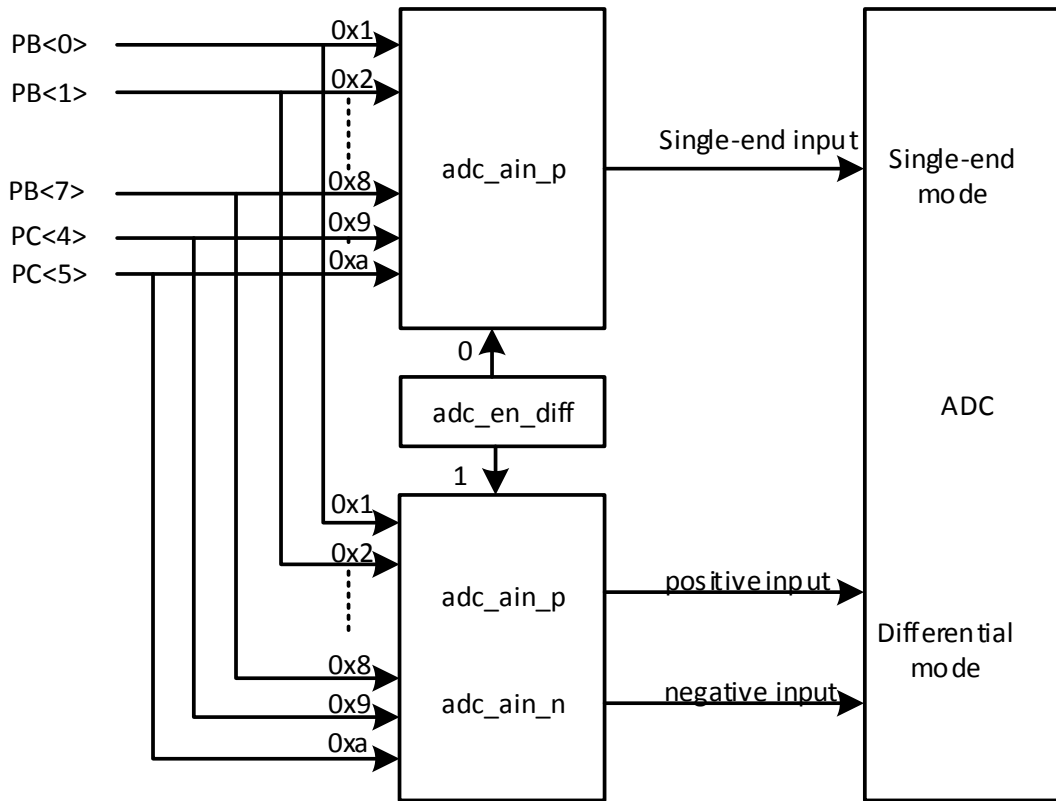 PB<0>
0x1
PB<1>
0x2
PB<7>
0x8
PC<4>
0x9
PC<5>
0xa
adc_ain_p
Single-end input
Single-end
mode
0
adc_en_diff
1
ADC
0x1
0x2
0x8
0x9
0xa
adc_ain_p
adc_ain_n
positive input
negative input
Differential
mode